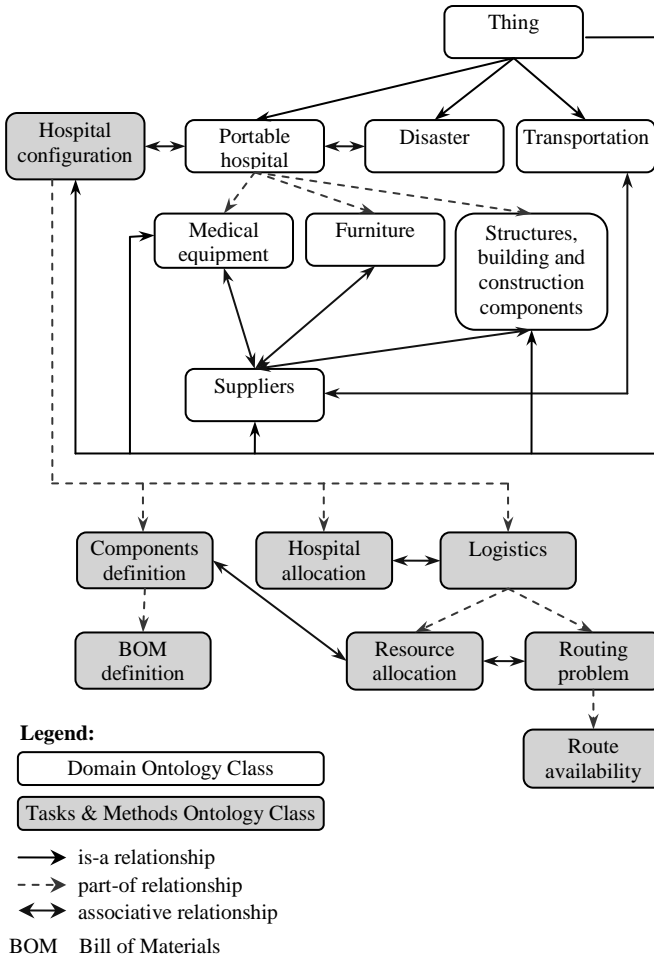 Thing
Hospital
configuration
Portable
hospital
Disaster
Transportation
Medical
equipment
Furniture
Structures,
building and
construction
components
Suppliers
Components
definition
Hospital
allocation
Logistics
BOM
definition
Resource
allocation
Routing
problem
Route
availability
Legend:
Domain Ontology Class
Tasks & Methods Ontology Class
is-a relationship
part-of relationship
associative relationship
BOM Bill of Materials